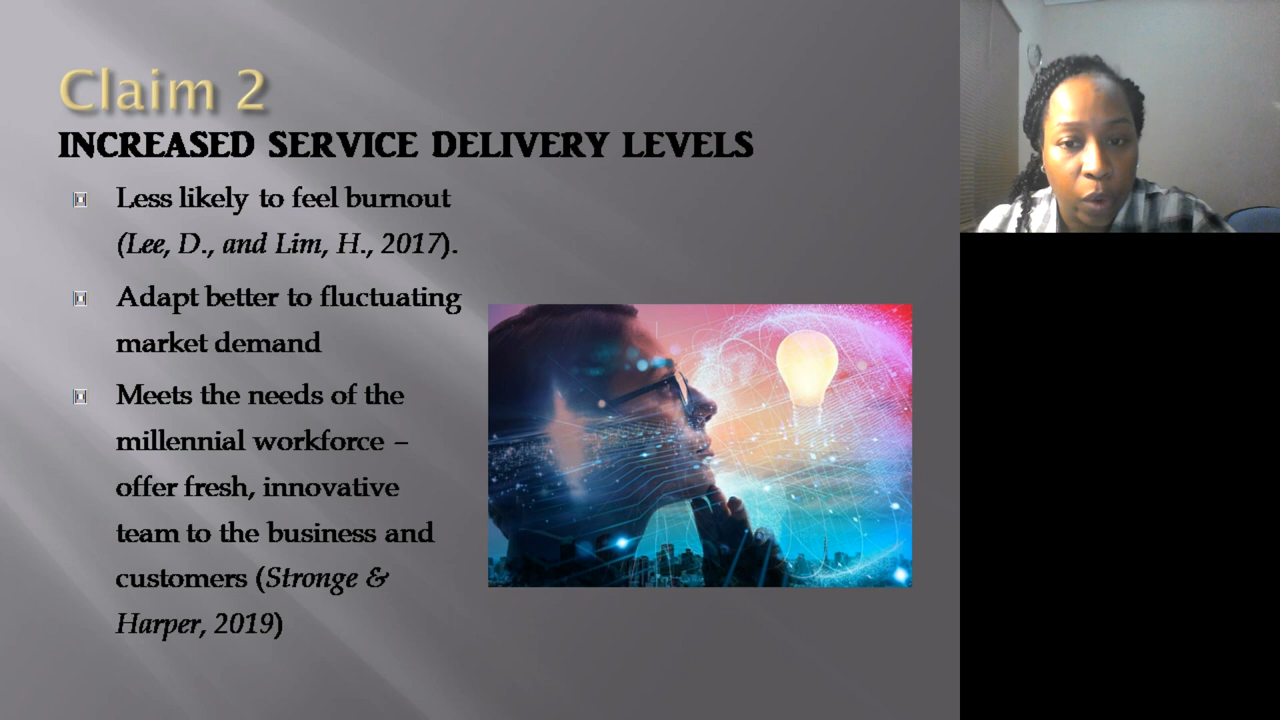 Claim 2
INCREASED SERVICE DELIVERY LEVELS
Less likely to feel burnout
(Lee, D., and Lim, H., 2017).
Adapt better to fluctuating
market demand
Meets the needs of the
millennial workforce –
offer fresh, innovative
team to the business and
customers (Stronge &
Harper, 2019)